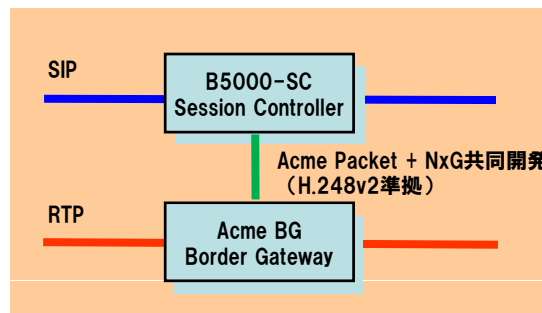 SIP
B5000-SC
Session Controller
Acme Packet + NxG共同開発
（H.248v2準拠）
RTP
Acme BG
Border Gateway